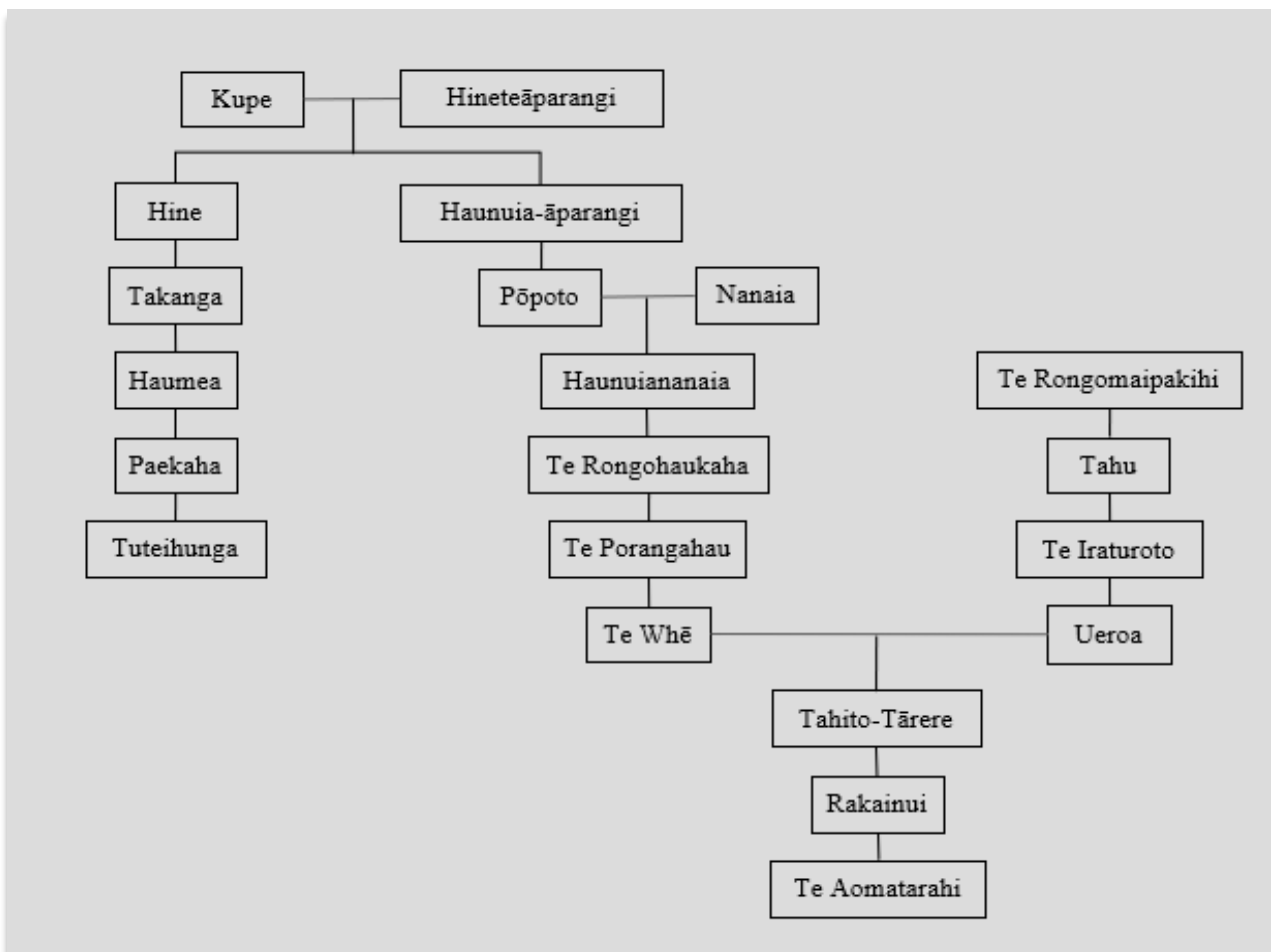 Kupe
Hineteāparangi
Hine
Haunuia-āparangi
Takanga
Pōpoto
Nanaia
Haumea
Haunuiananaia
Te Rongomaipakihi
Paekaha
Te Rongohaukaha
Tahu
Tuteihunga
Te Porangahau
Te Iraturoto
Te Whē
Ueroa
Tahito-Tārere
Rakainui
Te Aomatarahi